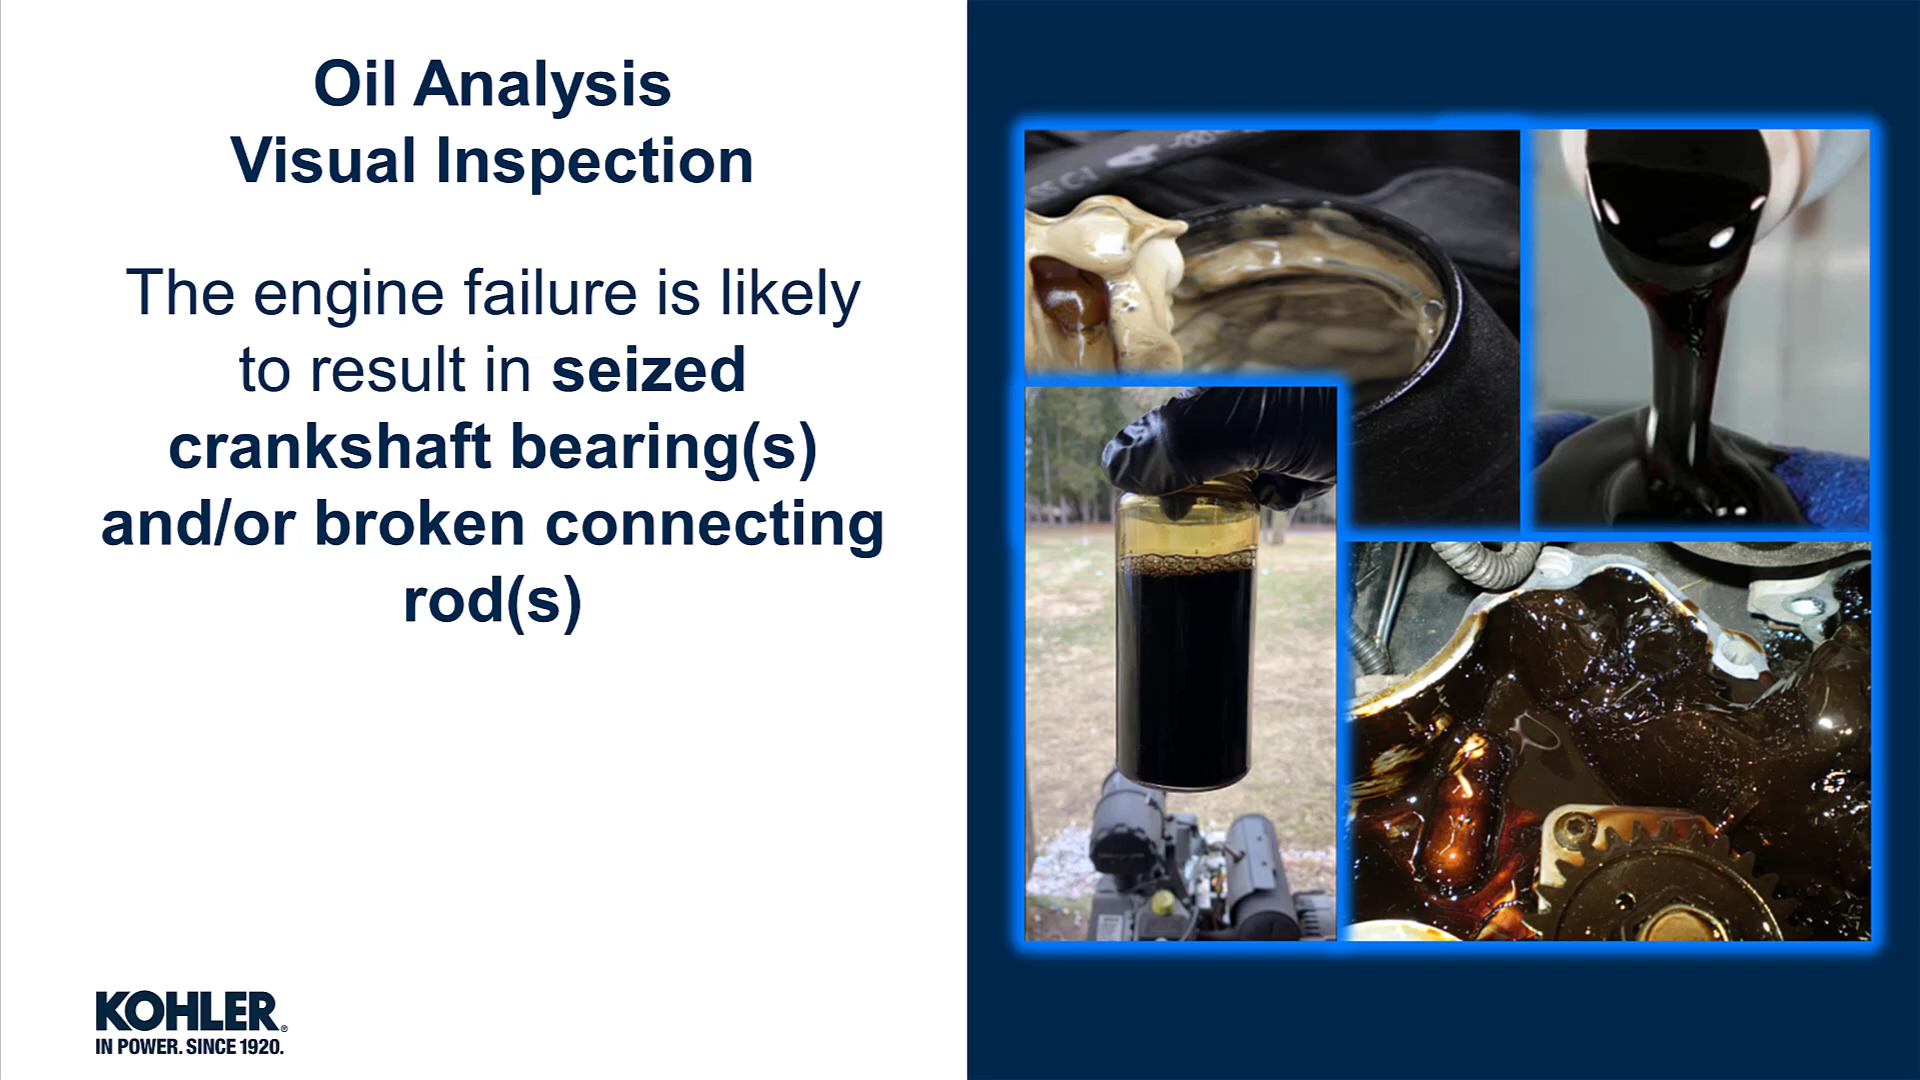 Oil Analysis
Visual Inspection
The engine failure is likely
to result in seized
crankshaft bearing(s)
and/or broken connecting
rod(s)
KOHLER®
IN POWER. SINCE 1920.